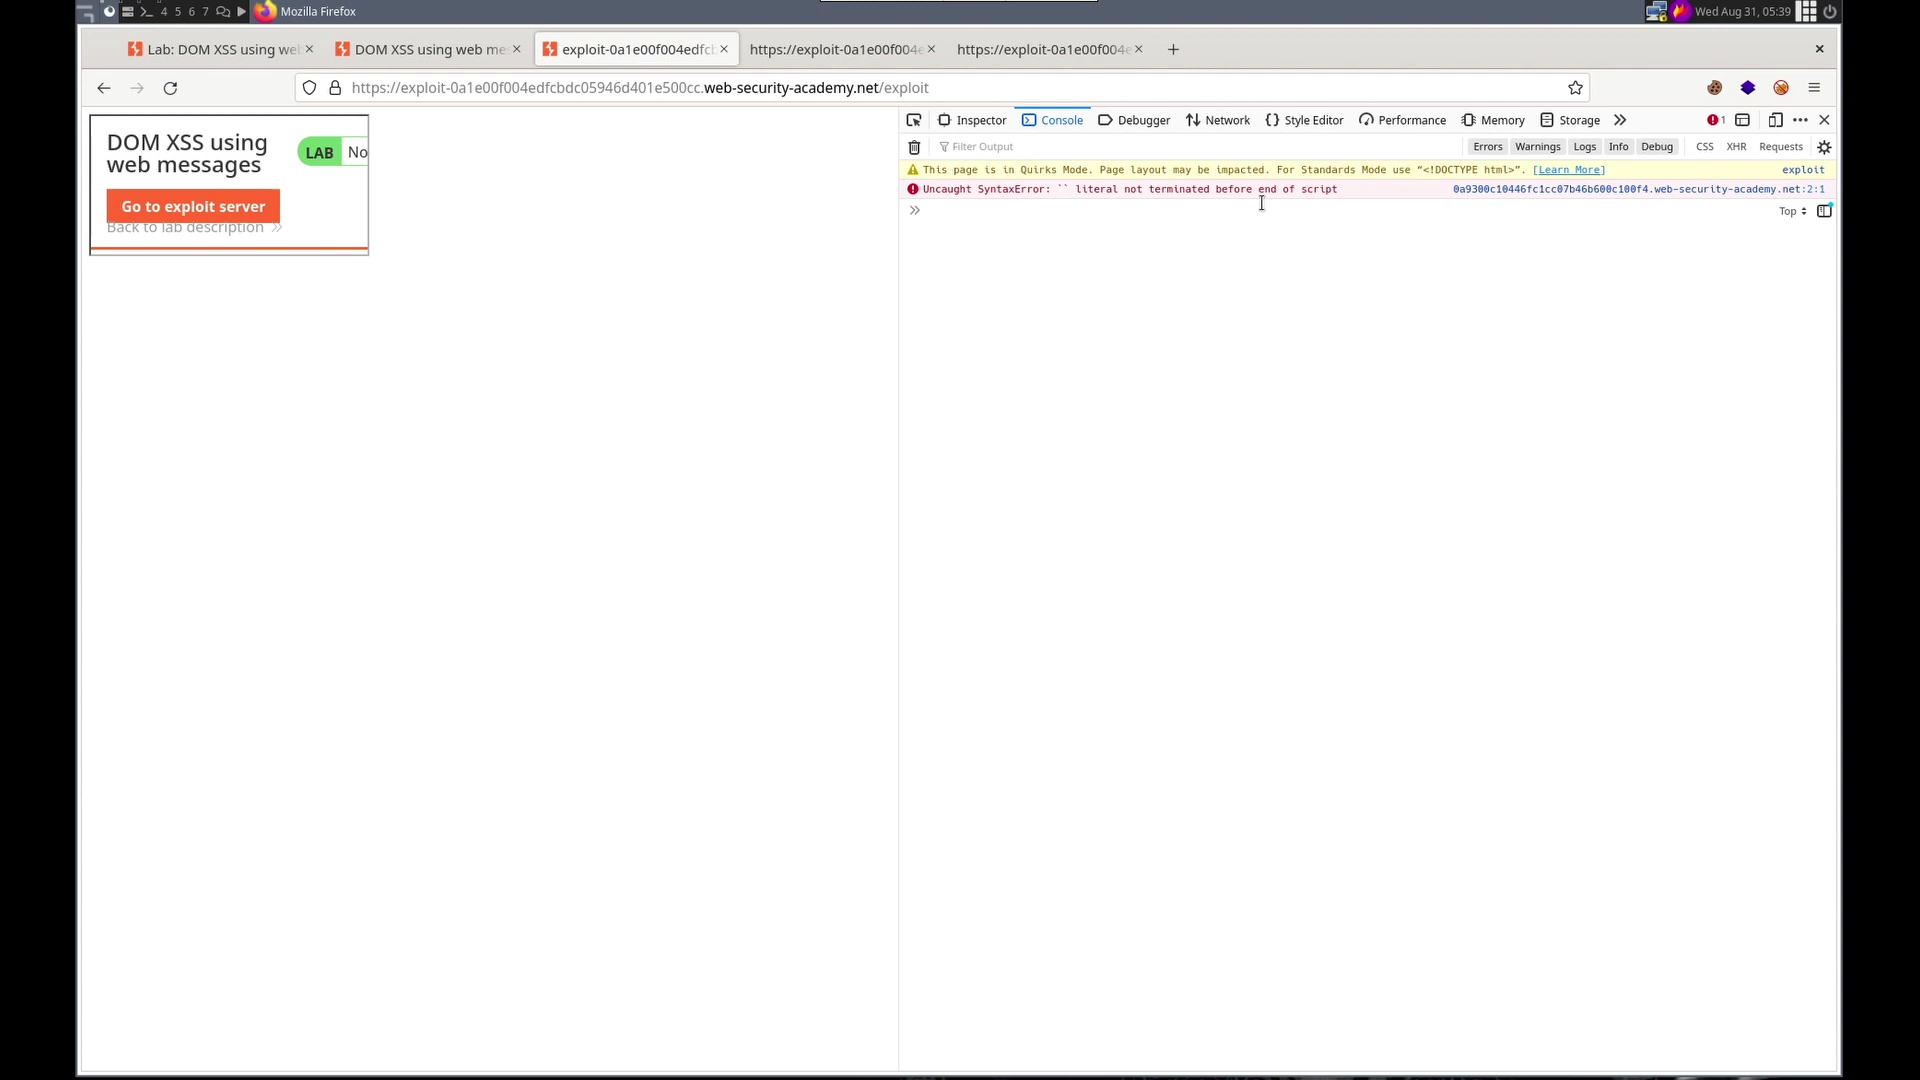 4 5 6 7
Mozilla Firefox
Wed Aug 31, 05:39
Lab: DOM XSS using we
DOM XSS using web me
exploit-0a1e00f004edfc
https://exploit-0a1e00f004e
https://exploit-0a1e00f004e
https://exploit-0a1e00f004edfcbdc05946d401e500cc.web-security-academy.net/exploit
DOM XSS using
web messages
LAB No
Go to exploit server
Back to lab description
Inspector
Console
Debugger
Network
Style Editor
Performance
Memory
Storage
1
Filter Output
Errors
Warnings
Logs
Info
Debug
CSS
XHR
Requests
This page is in Quirks Mode. Page layout may be impacted. For Standards Mode use “<!DOCTYPE html>”. [Learn More]
exploit
Uncaught SyntaxError: `` literal not terminated before end of script
0a9300c10446fc1cc07b46b600c100f4.web-security-academy.net:2:1
Top